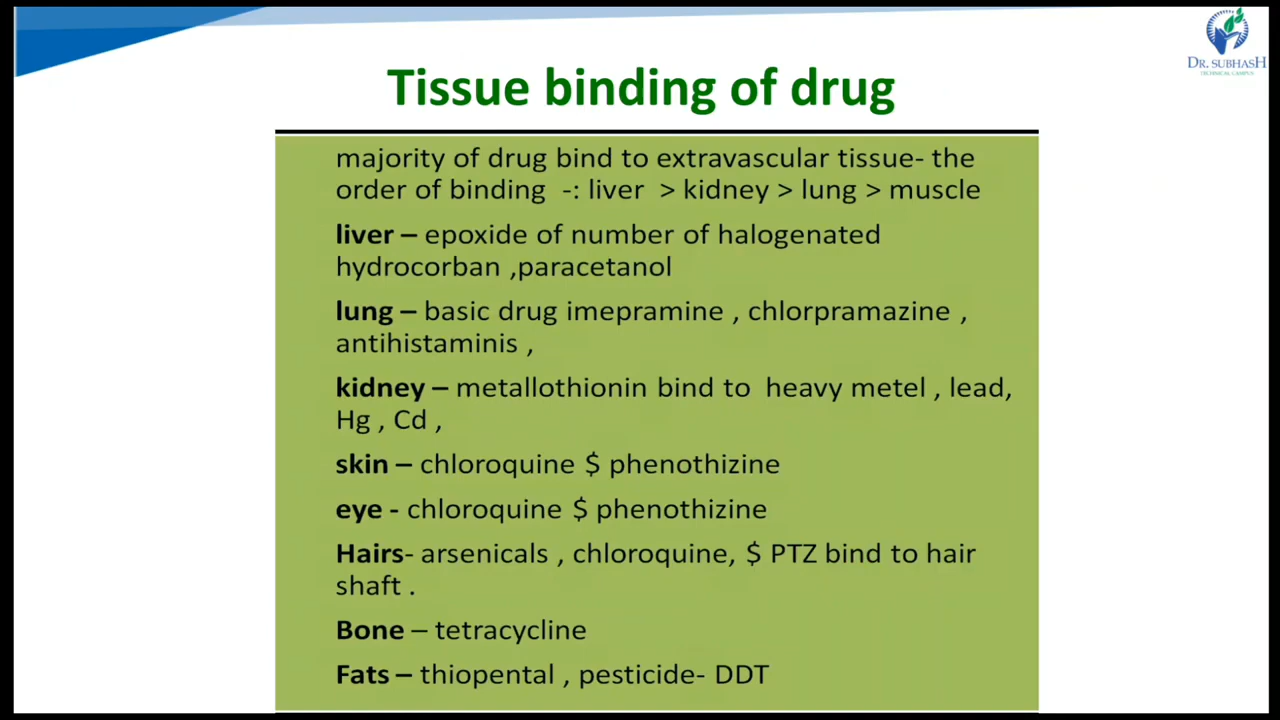 DR. SUBHASH
TECHNICAL CAMPUS
Tissue binding of drug
majority of drug bind to extravascular tissue- the
order of binding -: liver > kidney > lung > muscle
liver – epoxide of number of halogenated
hydrocorban ,paracetanol
lung – basic drug imepramine , chlorpramazine ,
antihistaminis ,
kidney – metallothionin bind to heavy metel , lead,
Hg , Cd ,
skin – chloroquine $ phenothizine
eye - chloroquine $ phenothizine
Hairs- arsenicals , chloroquine, $ PTZ bind to hair
shaft .
Bone – tetracycline
Fats – thiopental , pesticide- DDT